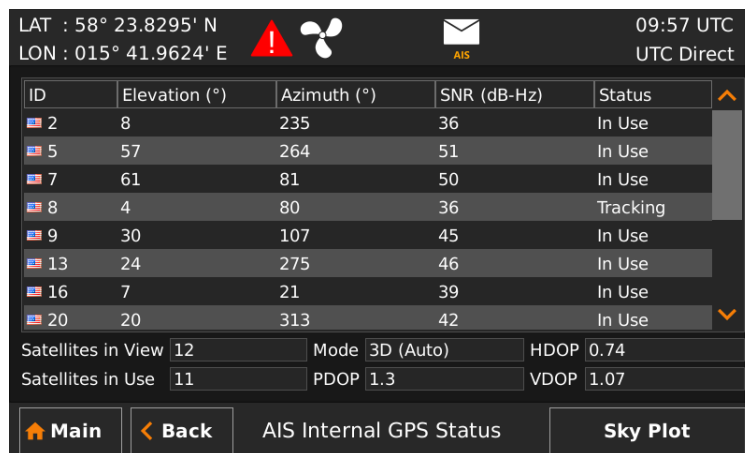 LAT : 58° 23.8295' N
LON : 015° 41.9624' E
AIS
09:57 UTC
UTC Direct
ID Elevation (°) Azimuth (°) SNR (dB-Hz) Status
2 8 235 36 In Use
5 57 264 51 In Use
7 61 81 50 In Use
8 4 80 36 Tracking
9 30 107 45 In Use
13 24 275 46 In Use
16 7 21 39 In Use
20 20 313 42 In Use
Satellites in View 12 Mode 3D (Auto) HDOP 0.74
Satellites in Use 11 PDOP 1.3 VDOP 1.07
Main Back AIS Internal GPS Status Sky Plot